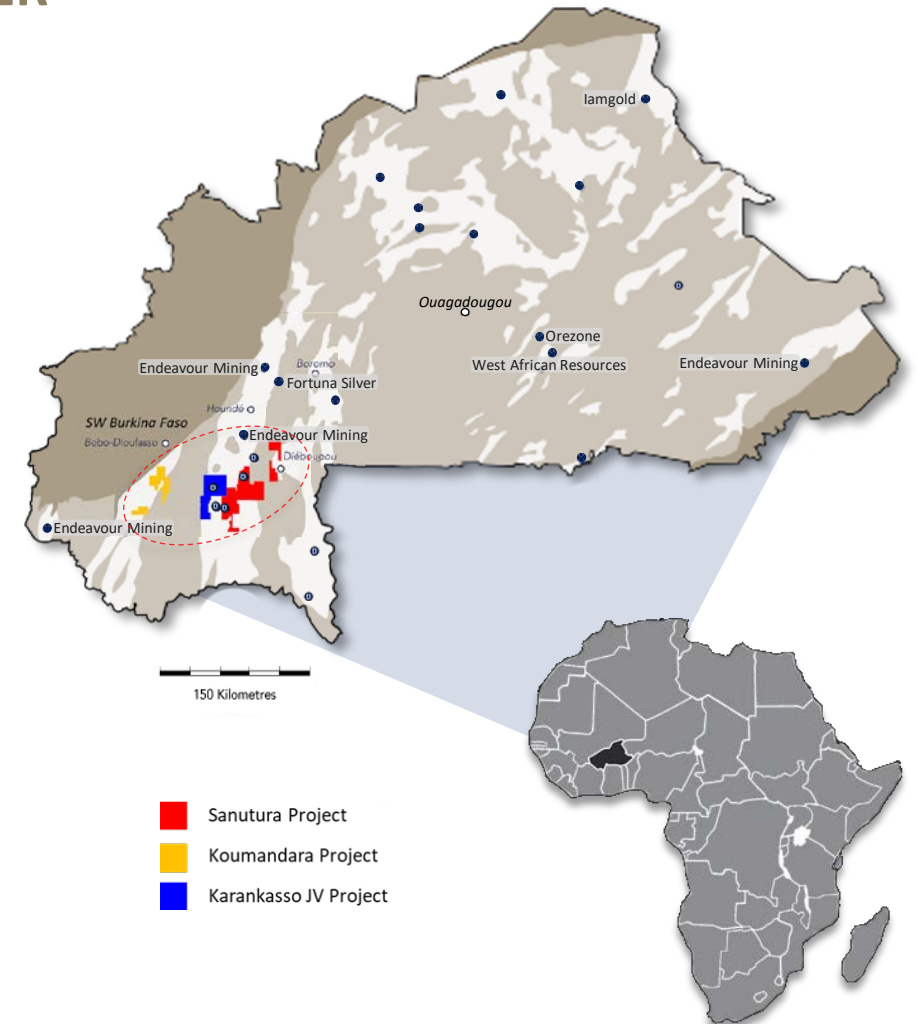 Iamgold
Ouagadougou
Orezone
West African Resources
Endeavour Mining
Endeavour Mining
Boromo
Fortuna Silver
Houndé
SW Burkina Faso
Endeavour Mining
Bobo-Dioulasso
Diébougou
Endeavour Mining
150 Kilometres
Sanutura Project
Koumandara Project
Karankasso JV Project